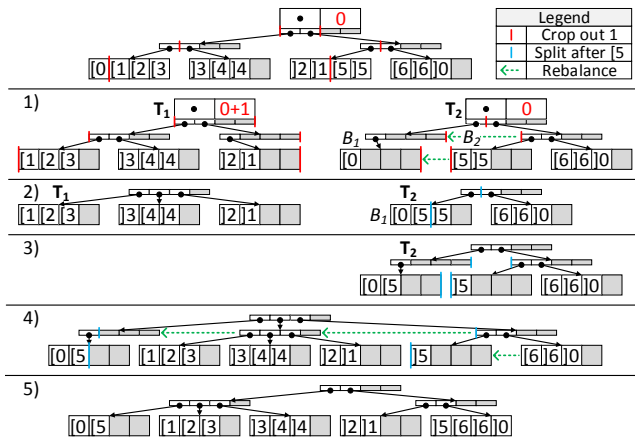 0
[0 [1 [2 [3 ]3 [4 ]4 ]2 ]1 [5 ]5 [6 ]6 ]0
Legend
Crop out 1
Split after [5
Rebalance
1) T1 0+1 T2 0
B1 B2
[1 [2 [3 ]3 [4 ]4 ]2 ]1 [0 [5 ]5 [6 ]6 ]0
2) T1 T2
[1 [2 [3 ]3 [4 ]4 ]2 ]1 B1 [0 [5 ]5 [6 ]6 ]0
3) T2
[0 [5 ]5 [6 ]6 ]0
4)
[0 [5 [1 [2 [3 ]3 [4 ]4 ]2 ]1 ]5 [6 ]6 ]0
5)
[0 [5 [1 [2 [3 ]3 [4 ]4 ]2 ]1 ]5 [6 ]6 ]0